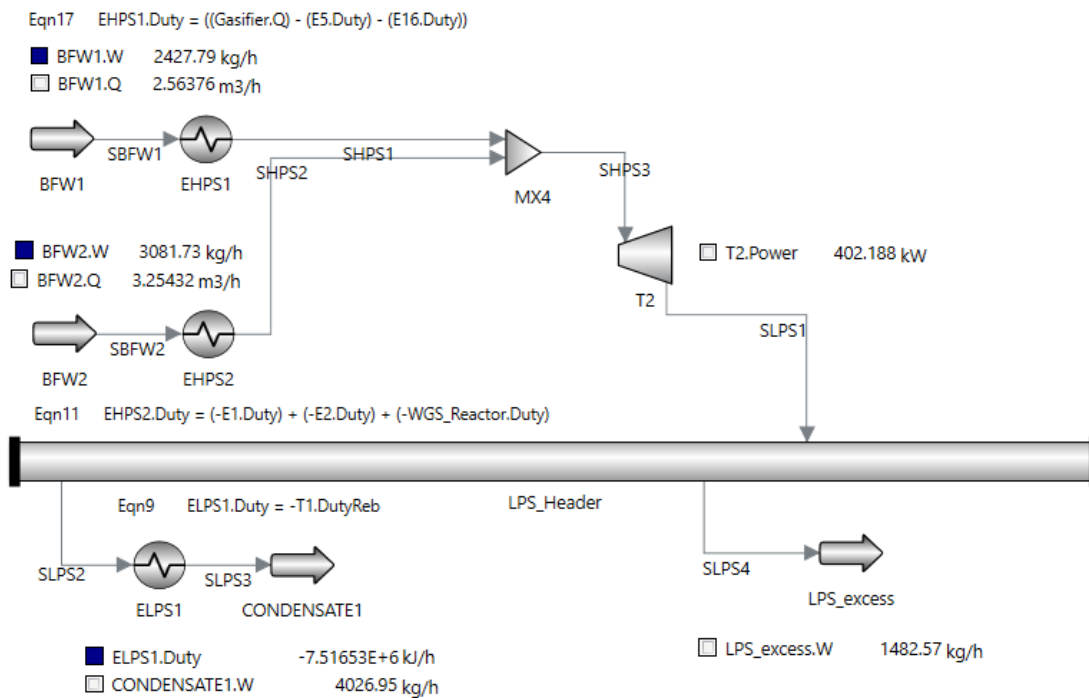 Eqn17 EHPS1.Duty = ((Gasifier.Q) - (E5.Duty) - (E16.Duty))
BFW1.W 2427.79 kg/h
BFW1.Q 2.56376 m3/h
SBFW1
SHPS1
SHPS2
SHPS3
BFW1
EHPS1
MX4
BFW2.W 3081.73 kg/h
BFW2.Q 3.25432 m3/h
T2.Power 402.188 kW
T2
SBFW2
SLPS1
BFW2
EHPS2
Eqn11 EHPS2.Duty = (-E1.Duty) + (-E2.Duty) + (-WGS_Reactor.Duty)
Eqn9 ELPS1.Duty = -T1.DutyReb
LPS_Header
SLPS2
SLPS3
SLPS4
ELPS1
CONDENSATE1
LPS_excess
ELPS1.Duty -7.51653E+6 kJ/h
CONDENSATE1.W 4026.95 kg/h
LPS_excess.W 1482.57 kg/h